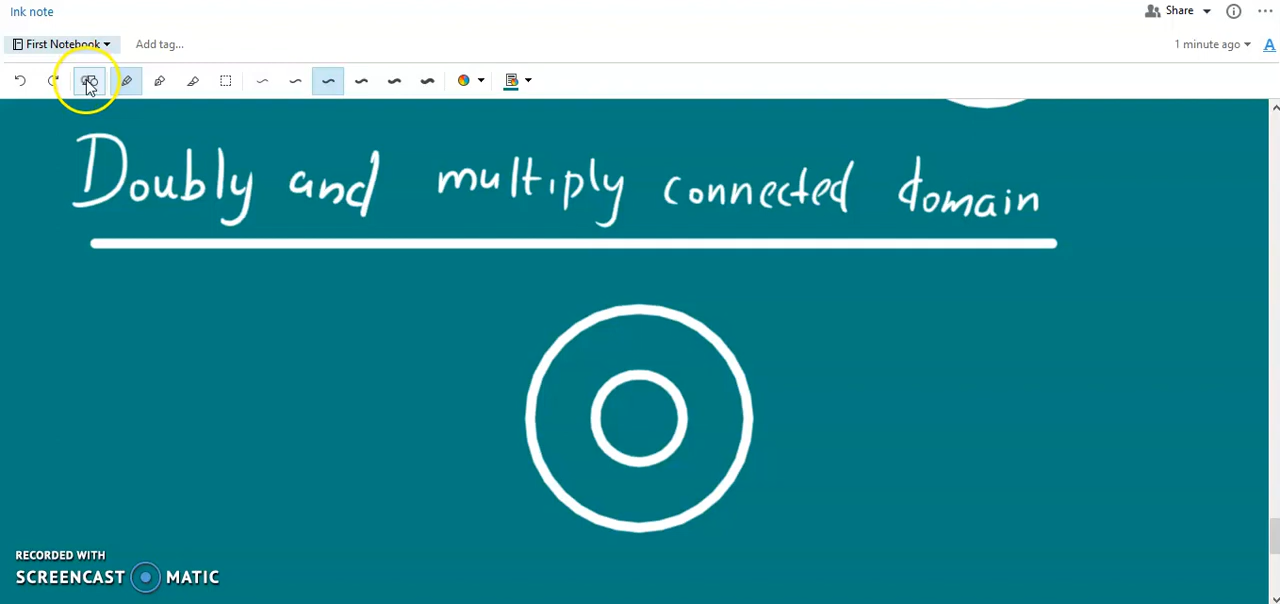 Ink note
Share
First Notebook
Add tag...
1 minute ago
A
Doubly and multiply connected domain
RECORDED WITH
SCREENCAST MATIC